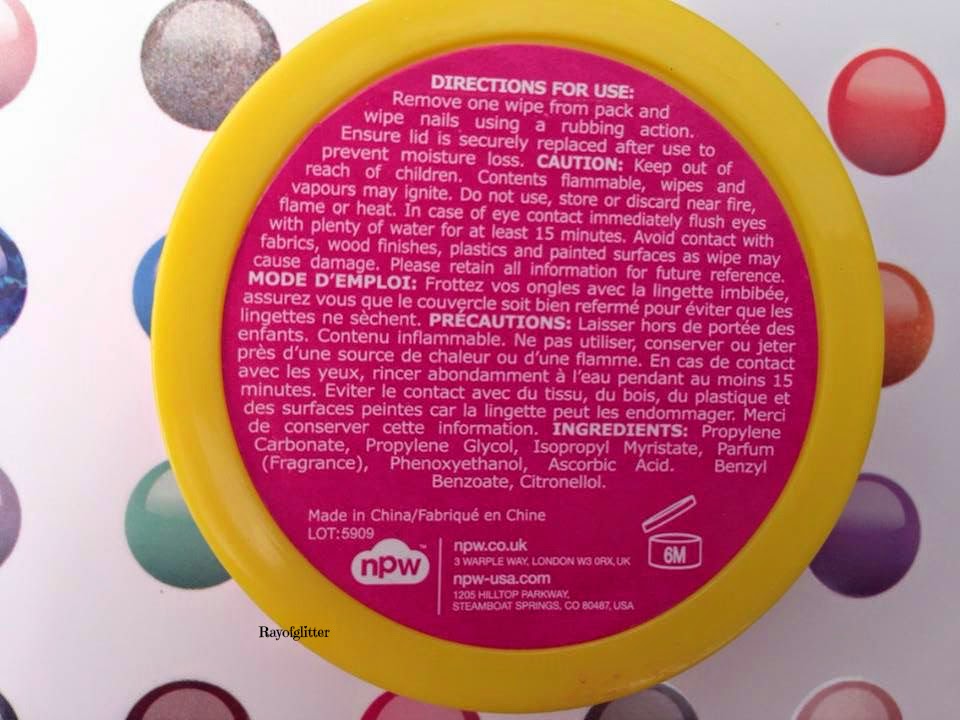 DIRECTIONS FOR USE:
Remove one wipe from pack and
wipe nails using a rubbing action.
Ensure lid is securely replaced after use to
prevent moisture loss. CAUTION: Keep out of
reach of children. Contents flammable, wipes and
vapours may ignite. Do not use, store or discard near fire,
flame or heat. In case of eye contact immediately flush eyes
with plenty of water for at least 15 minutes. Avoid contact with
fabrics, wood finishes, plastics and painted surfaces as wipe may
cause damage. Please retain all information for future reference.
MODE D'EMPLOI: Frottez vos ongles avec la lingette imbibée,
assurez vous que le couvercle soit bien refermé pour éviter que les
lingettes ne sèchent. PRÉCAUTIONS: Laisser hors de portée des
enfants. Contenu inflammable. Ne pas utiliser, conserver ou jeter
près d'une source de chaleur ou d'une flamme. En cas de contact
avec les yeux, rincer abondamment à l'eau pendant au moins 15
minutes. Eviter le contact avec du tissu, du bois, du plastique et
des surfaces peintes car la lingette peut les endommager. Merci
de conserver cette information. INGREDIENTS: Propylene
Carbonate, Propylene Glycol, Isopropyl Myristate, Parfum
(Fragrance), Phenoxyethanol, Ascorbic Acid. Benzyl
Benzoate, Citronellol.
Made in China/Fabriqué en Chine
LOT:5909
npw™
npw.co.uk
3 WARPLE WAY, LONDON W3 0RX, UK
npw-usa.com
1205 HILLTOP PARKWAY,
STEAMBOAT SPRINGS, CO 80487, USA
6M
Rayofglitter